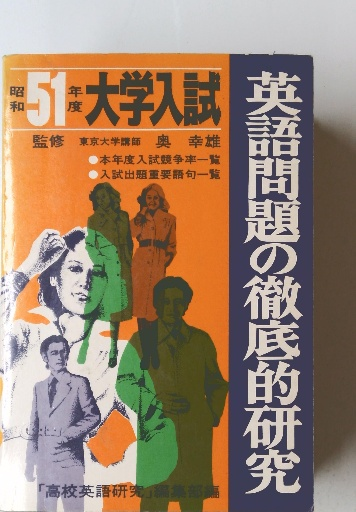 昭和51年度大学入試
監修 東京大学講師 奥 幸雄
●本年度入試競争率一覧
●入試出題重要語句一覧
英語問題の徹底的研究
「高校英語研究」編集部編